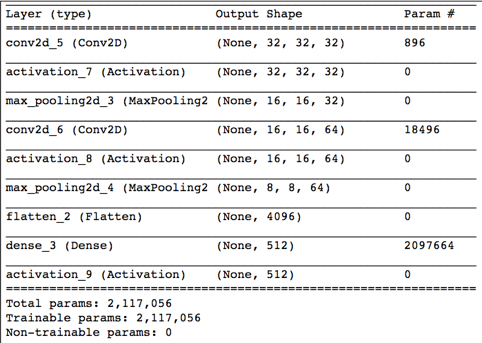 Layer (type) Output Shape Param #
=================================================================
conv2d_5 (Conv2D) (None, 32, 32, 32) 896
activation_7 (Activation) (None, 32, 32, 32) 0
max_pooling2d_3 (MaxPooling2 (None, 16, 16, 32) 0
conv2d_6 (Conv2D) (None, 16, 16, 64) 18496
activation_8 (Activation) (None, 16, 16, 64) 0
max_pooling2d_4 (MaxPooling2 (None, 8, 8, 64) 0
flatten_2 (Flatten) (None, 4096) 0
dense_3 (Dense) (None, 512) 2097664
activation_9 (Activation) (None, 512) 0
=================================================================
Total params: 2,117,056
Trainable params: 2,117,056
Non-trainable params: 0